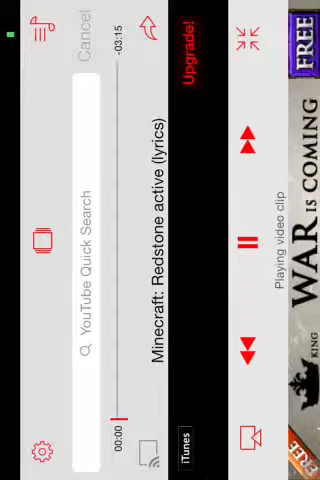 YouTube Quick Search
Cancel
00:00
-03:15
Minecraft: Redstone active (lyrics)
iTunes
Upgrade!
Playing video clip
FREE
KING
WAR IS COMING
FREE